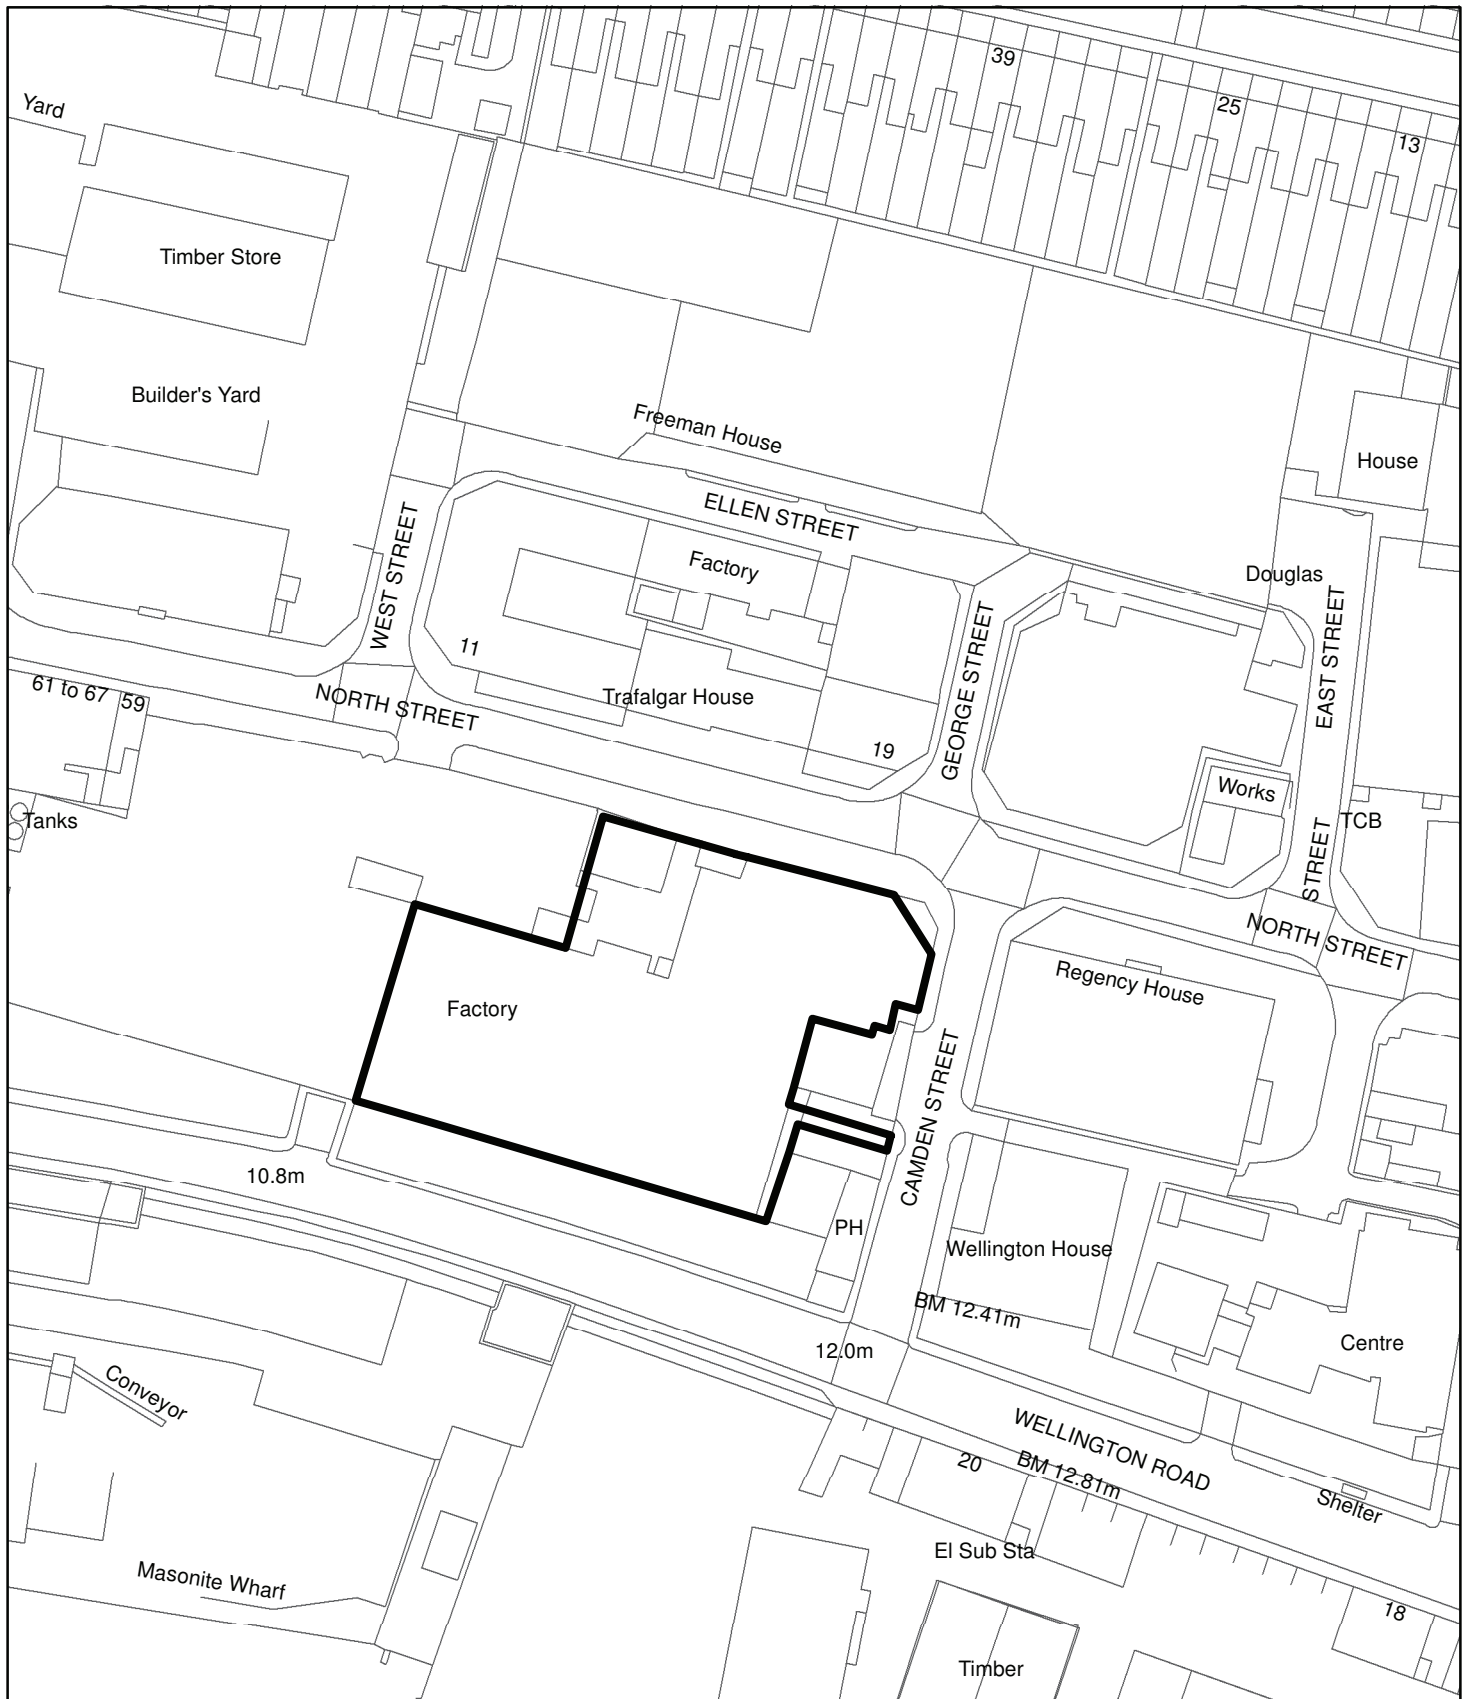 39
25
13
Yard
Timber Store
Builder's Yard
Freeman House
House
ELLEN STREET
WEST STREET
Factory
Douglas
EAST STREET
GEORGE STREET
11
61 to 67
59
NORTH STREET
Trafalgar House
19
Works
Tanks
TCB
STREET
NORTH STREET
Regency House
Factory
CAMDEN STREET
10.8m
PH
Wellington House
BM 12.41m
12.0m
Centre
Conveyor
WELLINGTON ROAD
20
BM 12.81m
Shelter
El Sub Sta
Masonite Wharf
18
Timber